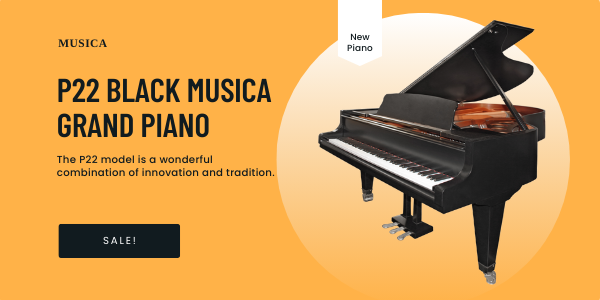 MUSICA
New
Piano
P22 BLACK MUSICA
GRAND PIANO
The P22 model is a wonderful
combination of innovation and tradition.
SALE!